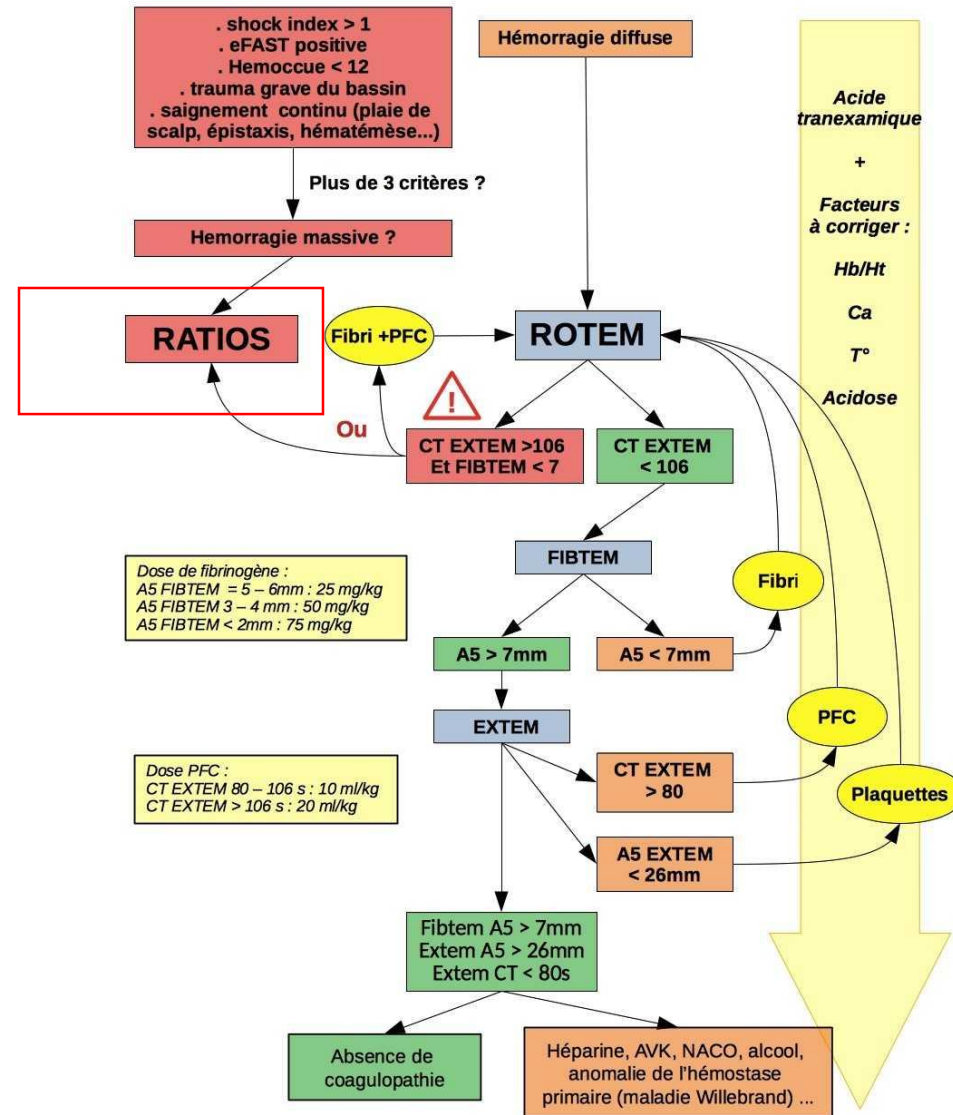 . shock index > 1
. eFAST positive
. Hemoccue < 12
. trauma grave du bassin
. saignement continu (plaie de
scalp, épistaxis, hématémèse...)
Hémorragie diffuse
Plus de 3 critères ?
Hemorragie massive ?
RATIOS
Fibri +PFC
ROTEM
!
Ou
CT EXTEM >106
Et FIBTEM < 7
CT EXTEM
< 106
FIBTEM
Dose de fibrinogène :
A5 FIBTEM = 5 – 6mm : 25 mg/kg
A5 FIBTEM 3 – 4 mm : 50 mg/kg
A5 FIBTEM < 2mm : 75 mg/kg
A5 > 7mm
A5 < 7mm
Fibri
EXTEM
Dose PFC :
CT EXTEM 80 – 106 s : 10 ml/kg
CT EXTEM > 106 s : 20 ml/kg
CT EXTEM
> 80
PFC
A5 EXTEM
< 26mm
Plaquettes
Fibtem A5 > 7mm
Extem A5 > 26mm
Extem CT < 80s
Absence de
coagulopathie
Héparine, AVK, NACO, alcool,
anomalie de l'hémostase
primaire (maladie Willebrand) ...
Acide
tranexamique
+
Facteurs
à corriger :
Hb/Ht
Ca
T°
Acidose